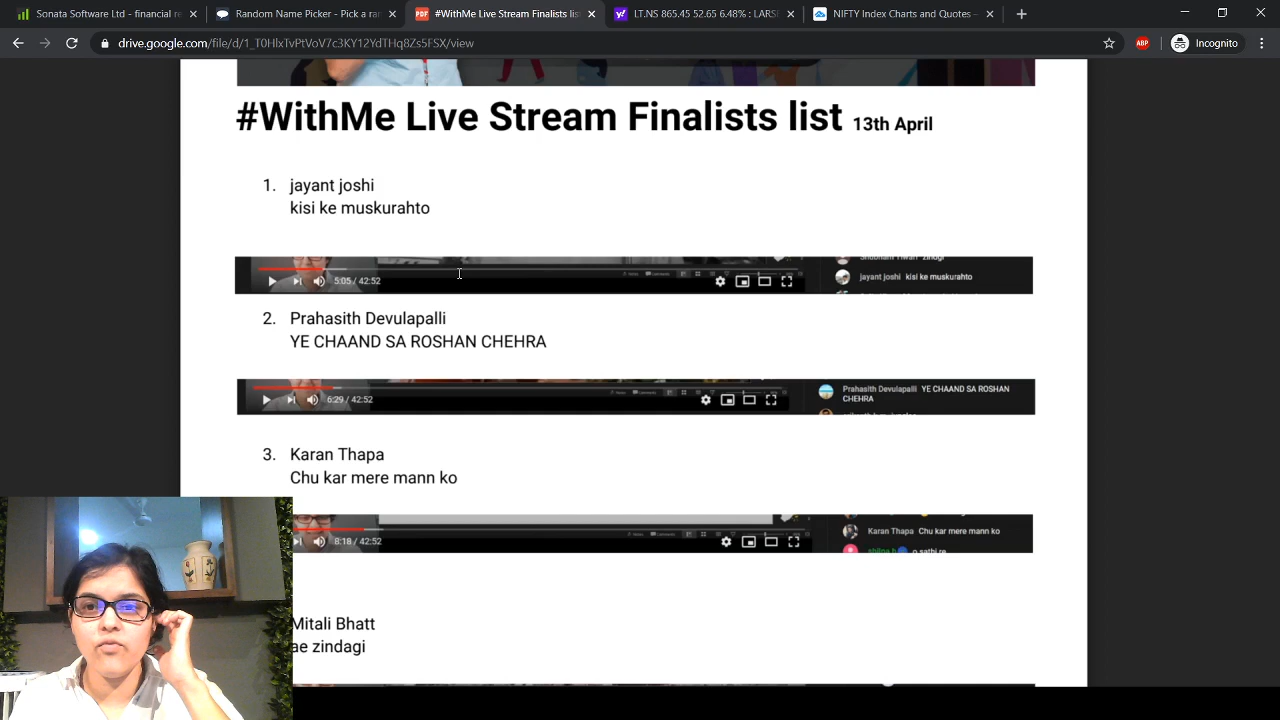 Sonata Software Ltd - financial re
Random Name Picker - Pick a ran
#WithMe Live Stream Finalists lis
LT.NS 865.45 52.65 6.48% : LARSE
NIFTY Index Charts and Quotes —
drive.google.com/file/d/1_T0HlxTvPtVoV7c3KY12YdTHq8Zs5FSX/view
ABP
Incognito
#WithMe Live Stream Finalists list 13th April
1. jayant joshi
kisi ke muskurahto
5:05 / 42:52
jayant joshi kisi ke muskurahto
2. Prahasith Devulapalli
YE CHAAND SA ROSHAN CHEHRA
6:29 / 42:52
Prahasith Devulapalli YE CHAAND SA ROSHAN
CHEHRA
3. Karan Thapa
Chu kar mere mann ko
8:18 / 42:52
Karan Thapa Chu kar mere mann ko
o sathi re
Mitali Bhatt
ae zindagi